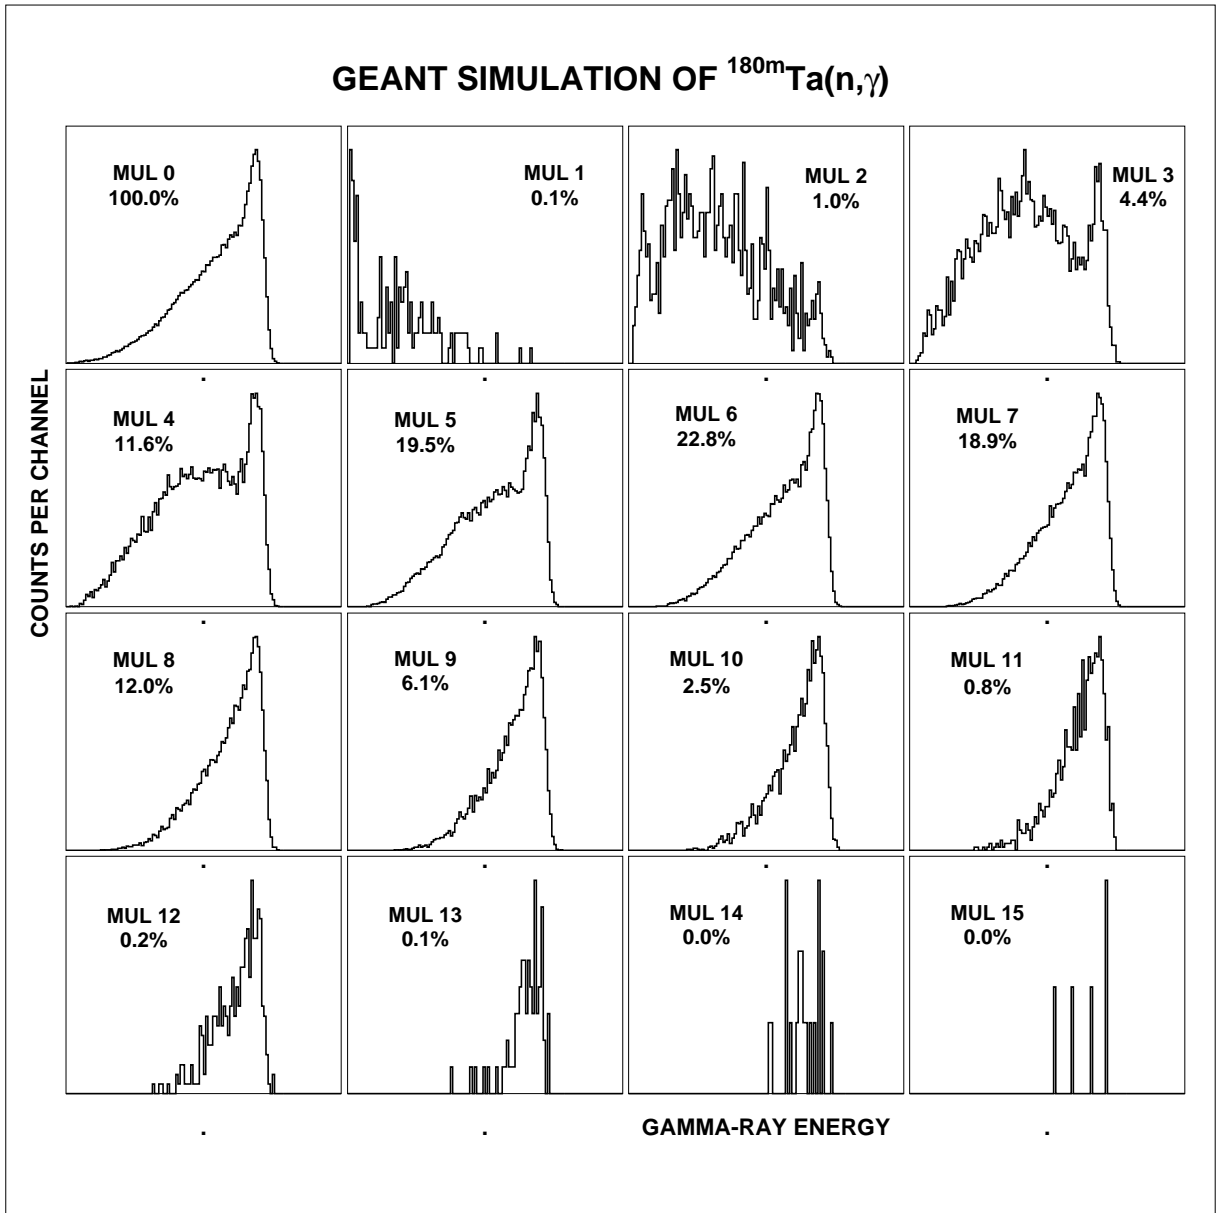 GEANT SIMULATION OF 180mTa(n,γ)
COUNTS PER CHANNEL
MUL 0
100.0%
MUL 1
0.1%
MUL 2
1.0%
MUL 3
4.4%
MUL 4
11.6%
MUL 5
19.5%
MUL 6
22.8%
MUL 7
18.9%
MUL 8
12.0%
MUL 9
6.1%
MUL 10
2.5%
MUL 11
0.8%
MUL 12
0.2%
MUL 13
0.1%
MUL 14
0.0%
MUL 15
0.0%
GAMMA-RAY ENERGY